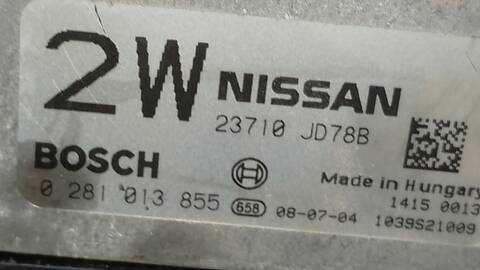 2W NISSAN
23710 JD78B
BOSCH
0 281 013 855 658 08-07-04
Made in Hungary
1415 0013
1039S21009